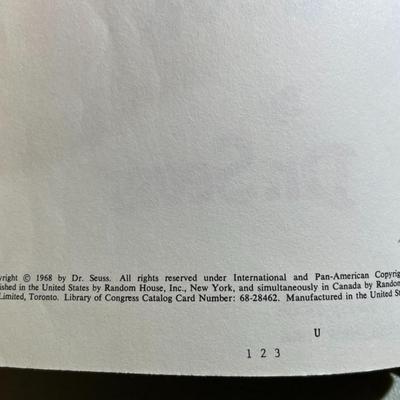 yright © 1968 by Dr. Seuss. All rights reserved under International and Pan-American Copyrig
ished in the United States by Random House, Inc., New York, and simultaneously in Canada by Random
Limited, Toronto. Library of Congress Catalog Card Number: 68-28462. Manufactured in the United Sta
U
1 2 3